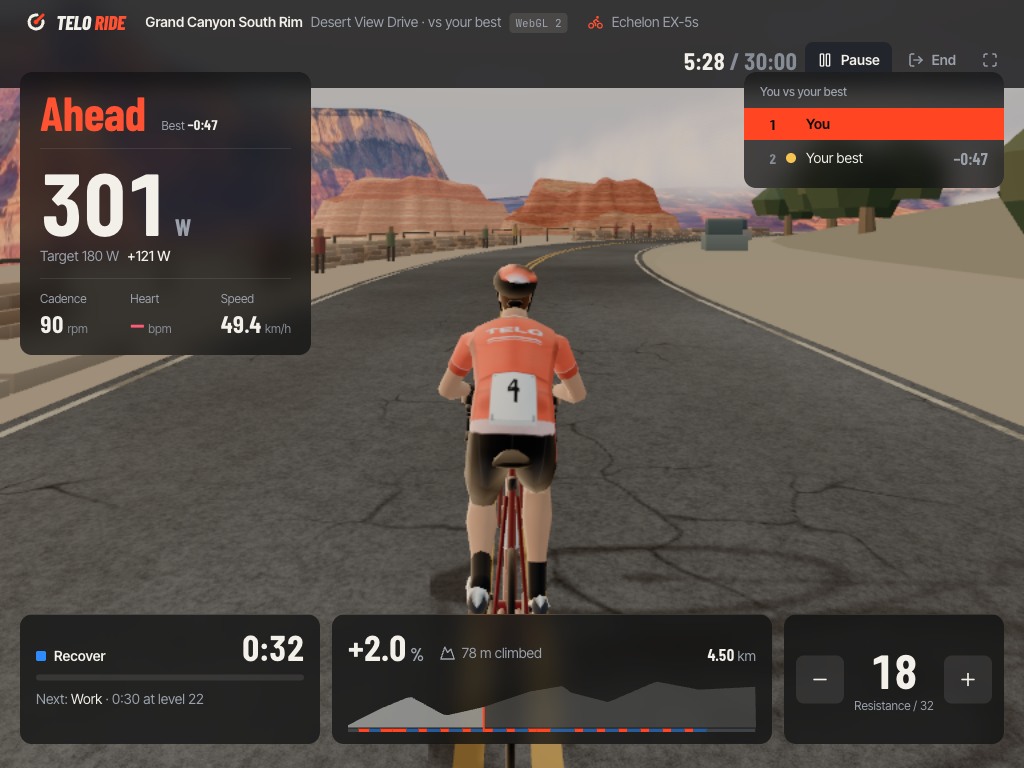 TELO RIDE Grand Canyon South Rim Desert View Drive · vs your best WebGL 2 Echelon EX-5s
5:28 / 30:00 Pause End
Ahead Best –0:47
301 W
Target 180 W +121 W
Cadence Heart Speed
90 rpm – bpm 49.4 km/h
You vs your best
1 You
2 Your best –0:47
TELO
4
Recover 0:32
Next: Work · 0:30 at level 22
+2.0 % 78 m climbed 4.50 km
– 18 +
Resistance / 32